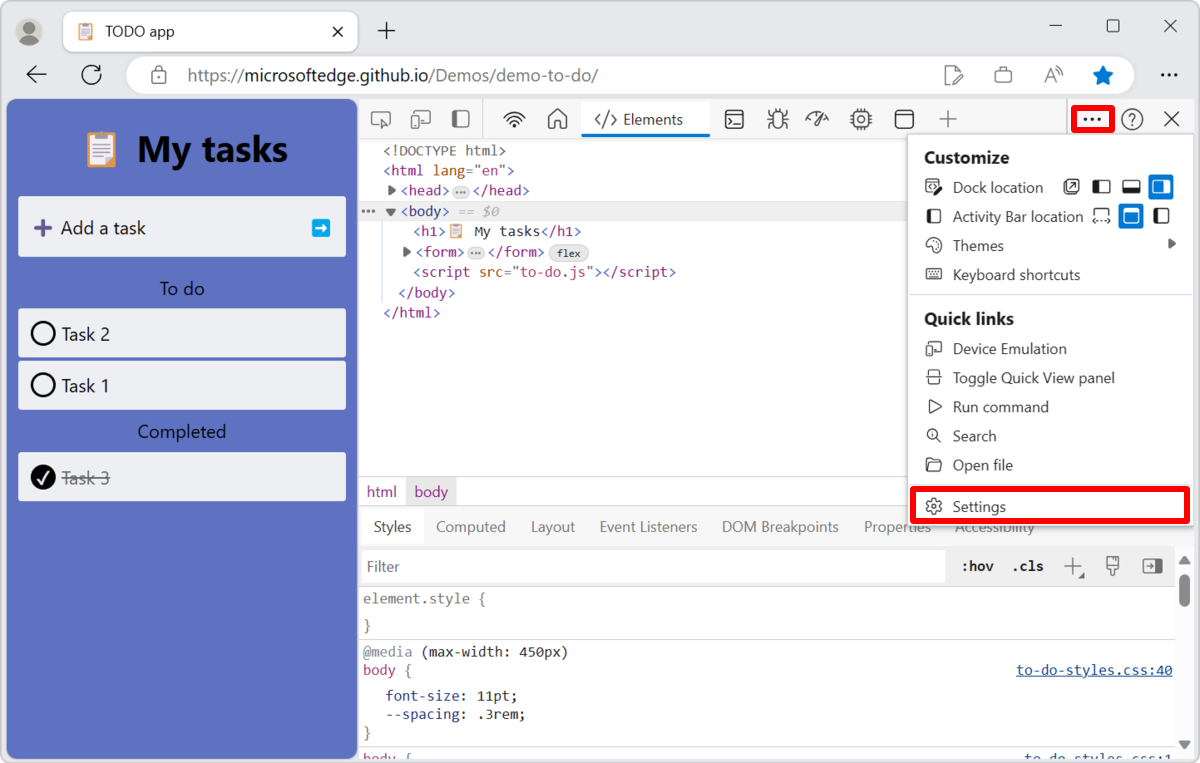 TODO app
https://microsoftedge.github.io/Demos/demo-to-do/
My tasks
Add a task
To do
Task 2
Task 1
Completed
Task 3
</> Elements
<!DOCTYPE html>
<html lang="en">
<head> … </head>
… <body> == $0
<h1>📋 My tasks</h1>
<form> … </form> flex
<script src="to-do.js"></script>
</body>
</html>
html body
Styles Computed Layout Event Listeners DOM Breakpoints Properties Accessibility
Filter
:hov .cls
element.style {
}
@media (max-width: 450px)
body {
to-do-styles.css:40
font-size: 11pt;
--spacing: .3rem;
}
body {
to-do-styles.css:1
Customize
Dock location
Activity Bar location
Themes
Keyboard shortcuts
Quick links
Device Emulation
Toggle Quick View panel
Run command
Search
Open file
Settings